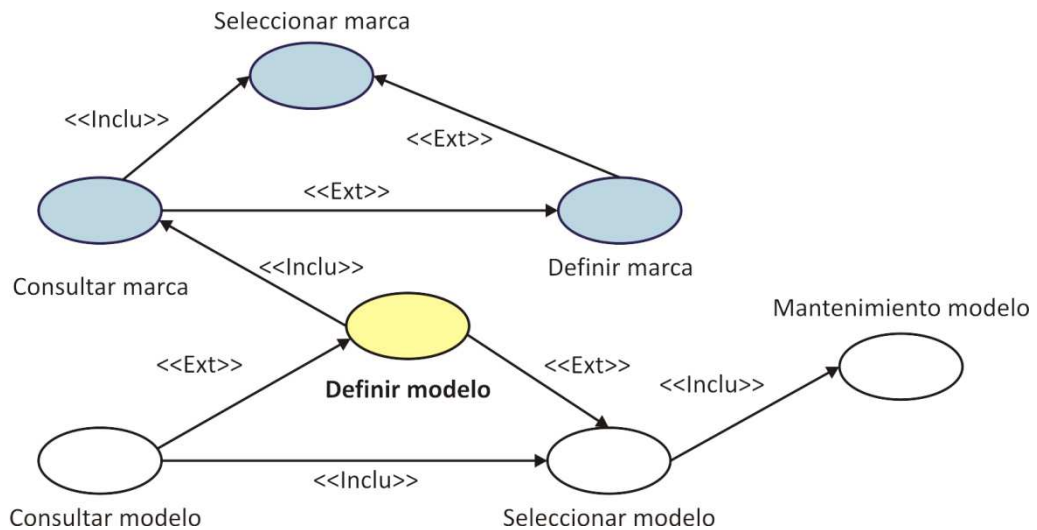 Seleccionar marca
<<Inclu>>
<<Ext>>
<<Ext>>
Consultar marca
<<Inclu>>
Definir marca
Mantenimiento modelo
<<Ext>>
<<Ext>>
<<Inclu>>
Definir modelo
<<Inclu>>
Consultar modelo
Seleccionar modelo